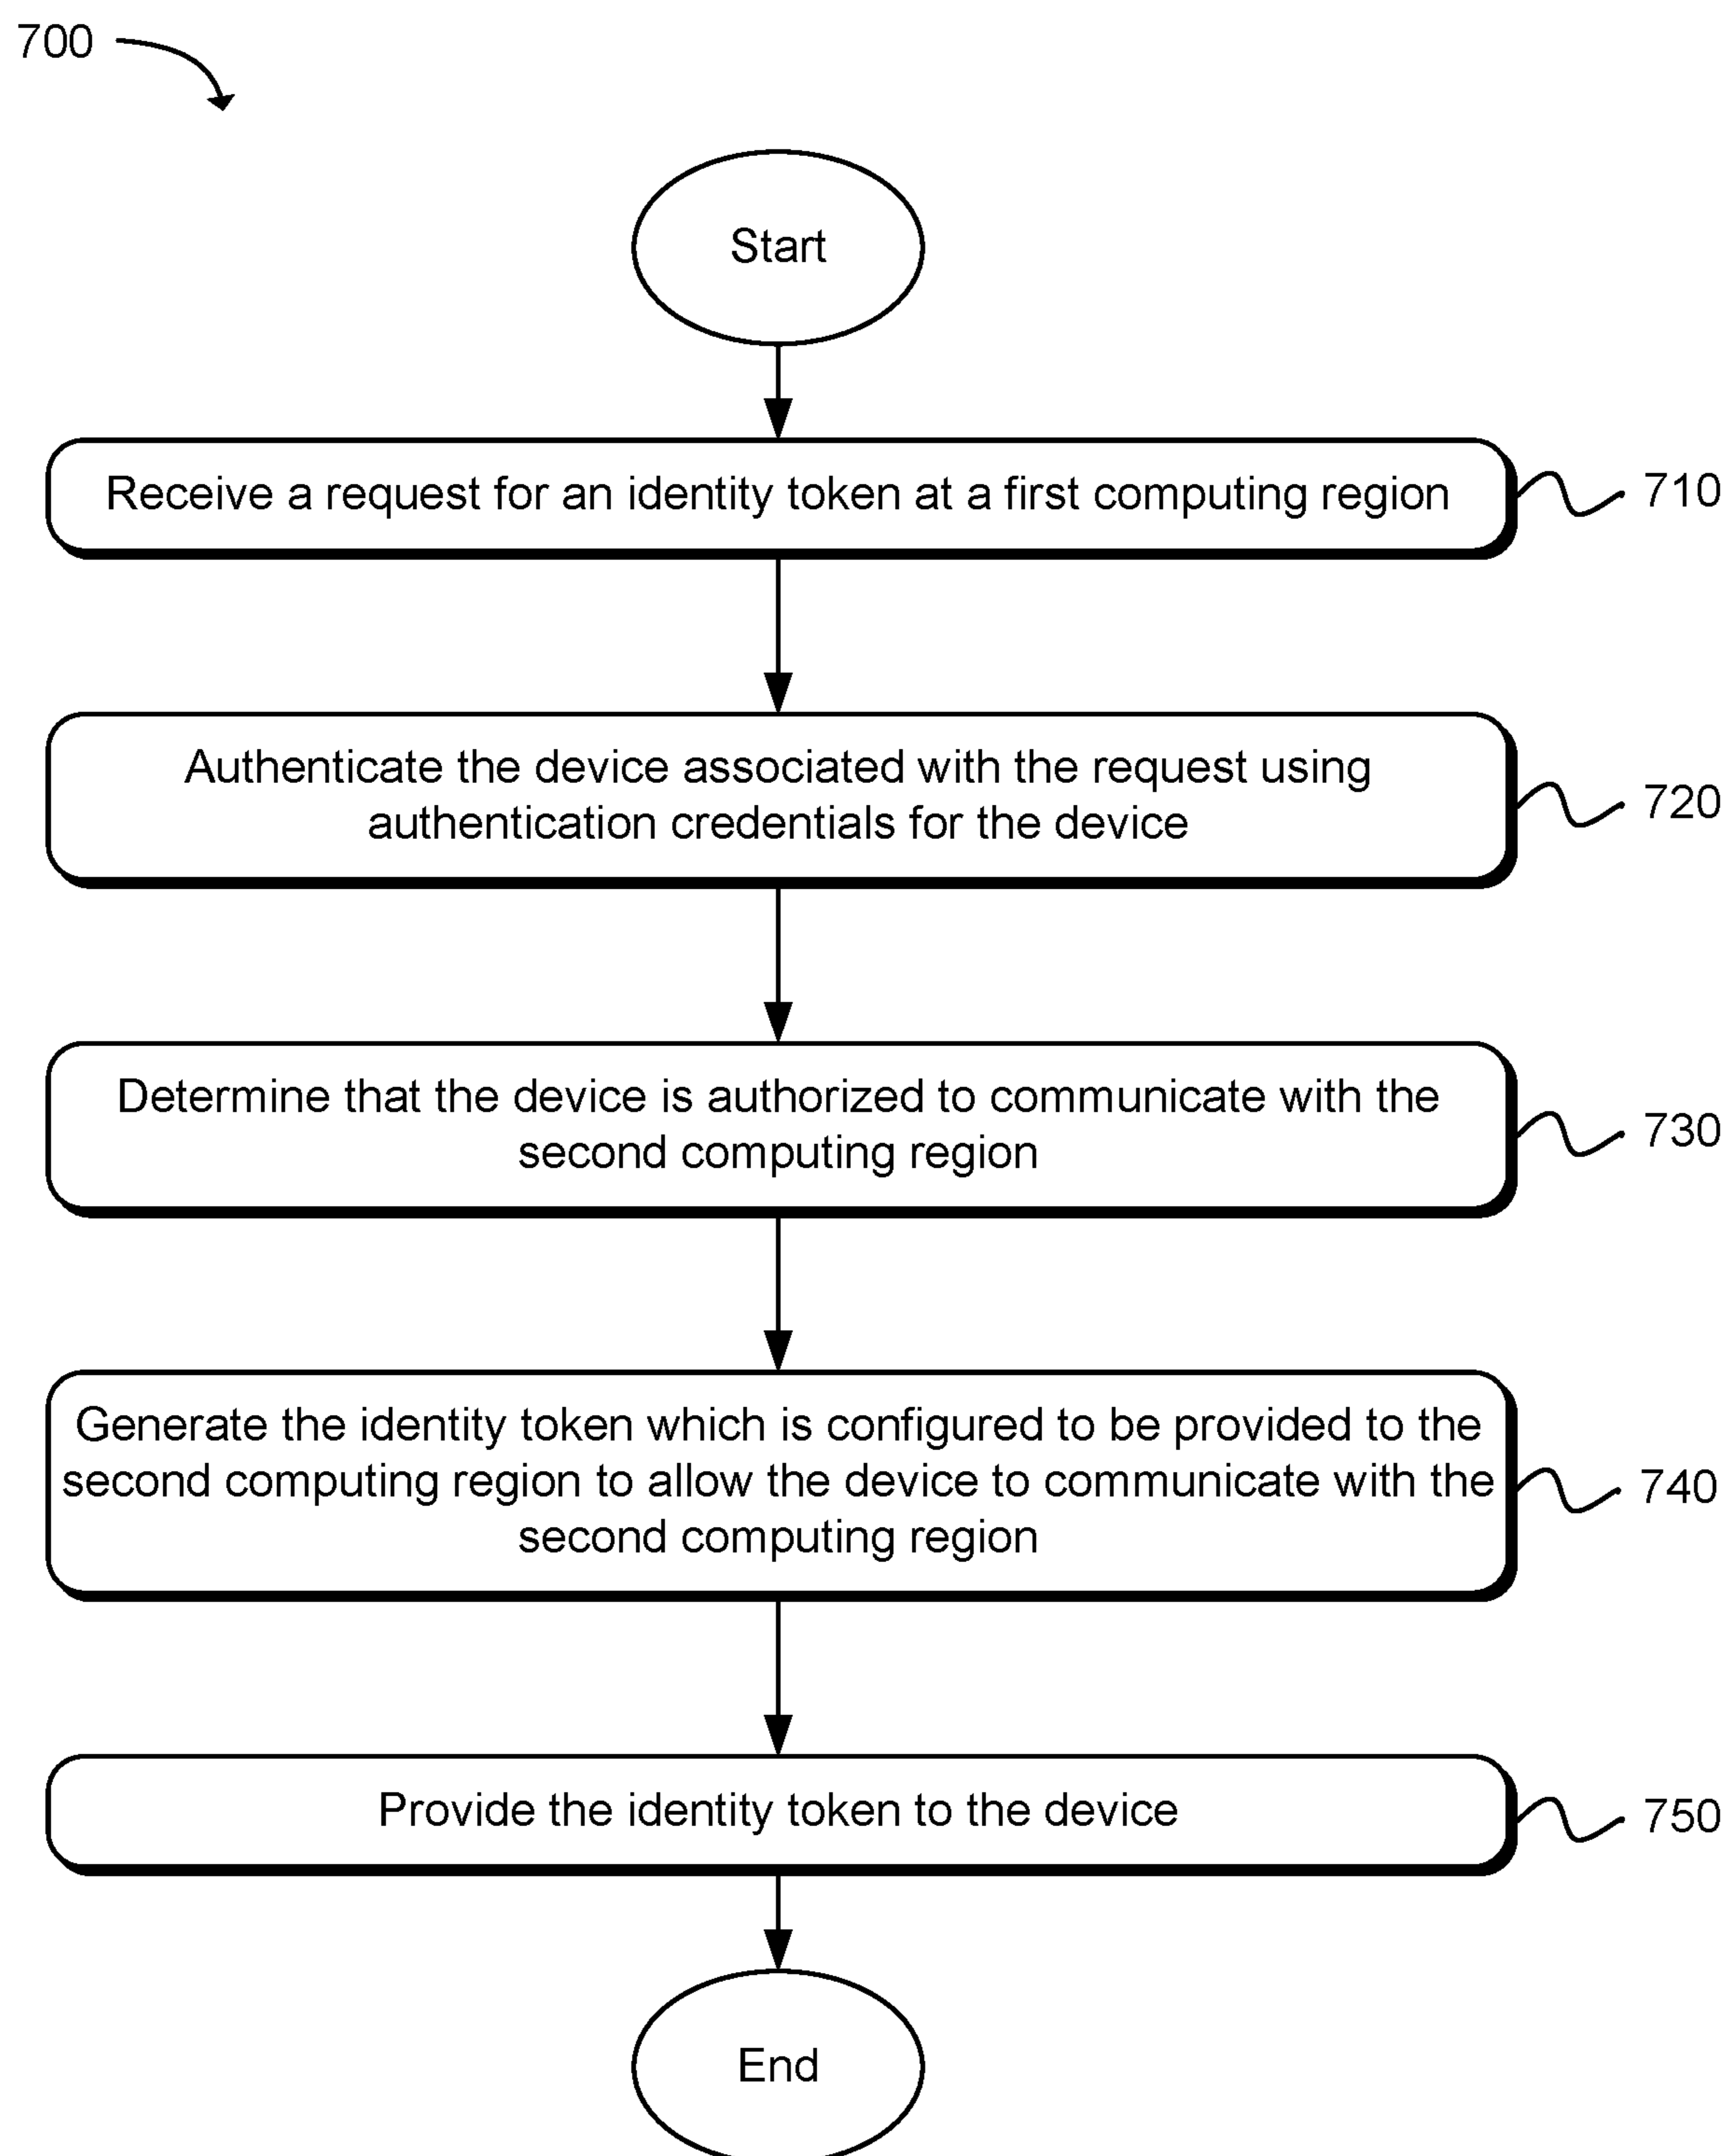 700
Start
Receive a request for an identity token at a first computing region
710
Authenticate the device associated with the request using
authentication credentials for the device
720
Determine that the device is authorized to communicate with the
second computing region
730
Generate the identity token which is configured to be provided to the
second computing region to allow the device to communicate with the
second computing region
740
Provide the identity token to the device
750
End